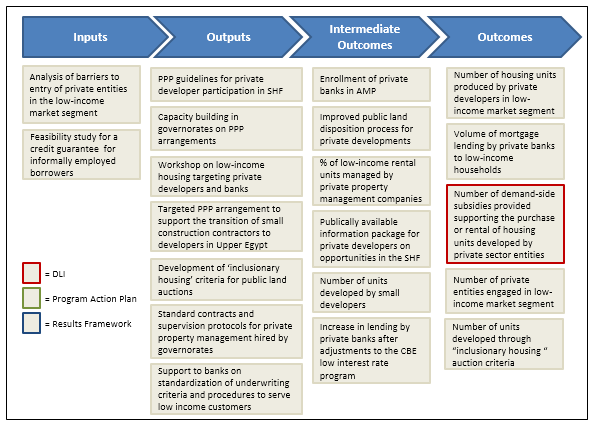 Inputs
Outputs
Intermediate
Outcomes
Outcomes
Analysis of barriers to
entry of private entities
in the low-income
market segment
Feasibility study for a
credit guarantee for
informally employed
borrowers
PPP guidelines for private
developer participation in SHF
Capacity building in
governorates on PPP
arrangements
Workshop on low-income
housing targeting private
developers and banks
Targeted PPP arrangement to
support the transition of small
construction contractors to
developers in Upper Egypt
Development of ‘inclusionary
housing’ criteria for public land
auctions
Standard contracts and
supervision protocols for private
property management hired by
governorates
Support to banks on
standardization of underwriting
criteria and procedures to serve
low income customers
Enrollment of private
banks in AMP
Improved public land
disposition process for
private developments
% of low-income rental
units managed by
private property
management companies
Publically available
information package for
private developers on
opportunities in the SHF
Number of units
developed by small
developers
Increase in lending by
private banks after
adjustments to the CBE
low interest rate
program
Number of housing units
produced by private
developers in low-
income market segment
Volume of mortgage
lending by private banks
to low-income
households
Number of demand-side
subsidies provided
supporting the purchase
or rental of housing
units developed by
private sector entities
Number of private
entities engaged in low-
income market segment
Number of units
developed through
“inclusionary housing “
auction criteria
= DLI
= Program Action Plan
= Results Framework